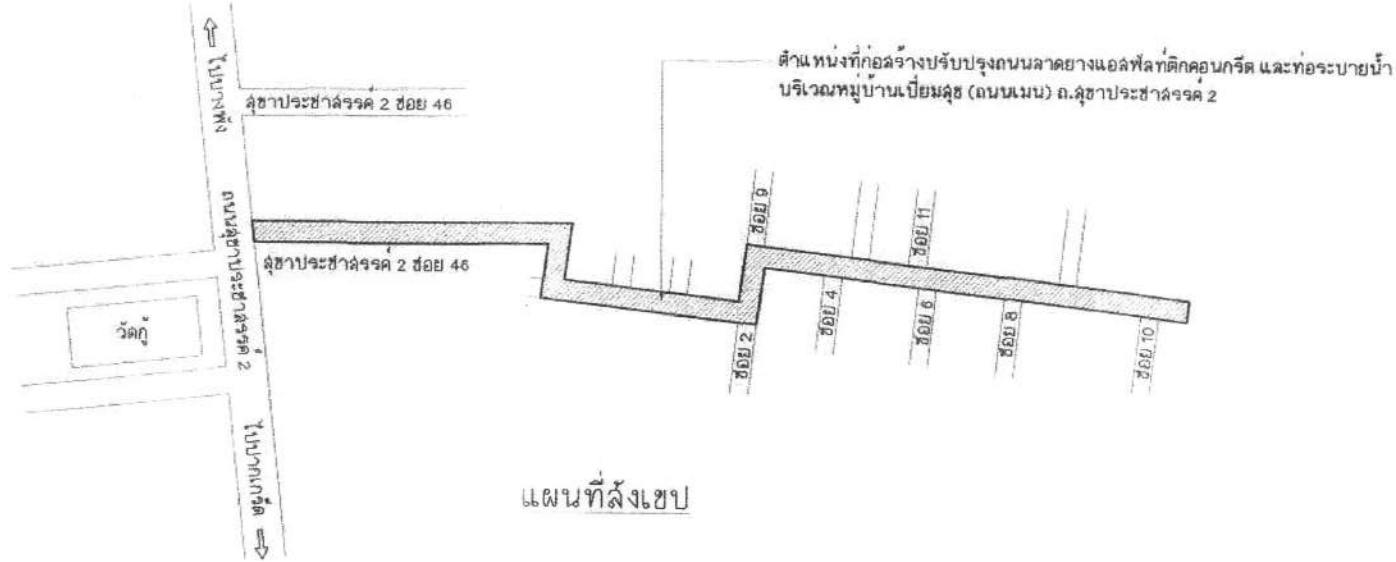 ตำแหน่งที่ก่อสร้างปรับปรุงถนนลาดยางแอสฟัลท์ติกคอนกรีต และท่อระบายน้ำ
บริเวณหมู่บ้านเปี่ยมสุข (ถนนเมน) ถ.สุขาประชาสรรค์ 2
ไปบางพัง
สุขาประชาสรรค์ 2 ซอย 46
ถนนสุขาประชาสรรค์ 2
สุขาประชาสรรค์ 2 ซอย 46
วัดกู้
ไปปากเกร็ด
ซอย 9
ซอย 11
ซอย 2
ซอย 4
ซอย 6
ซอย 8
ซอย 10
แผนที่สังเขป